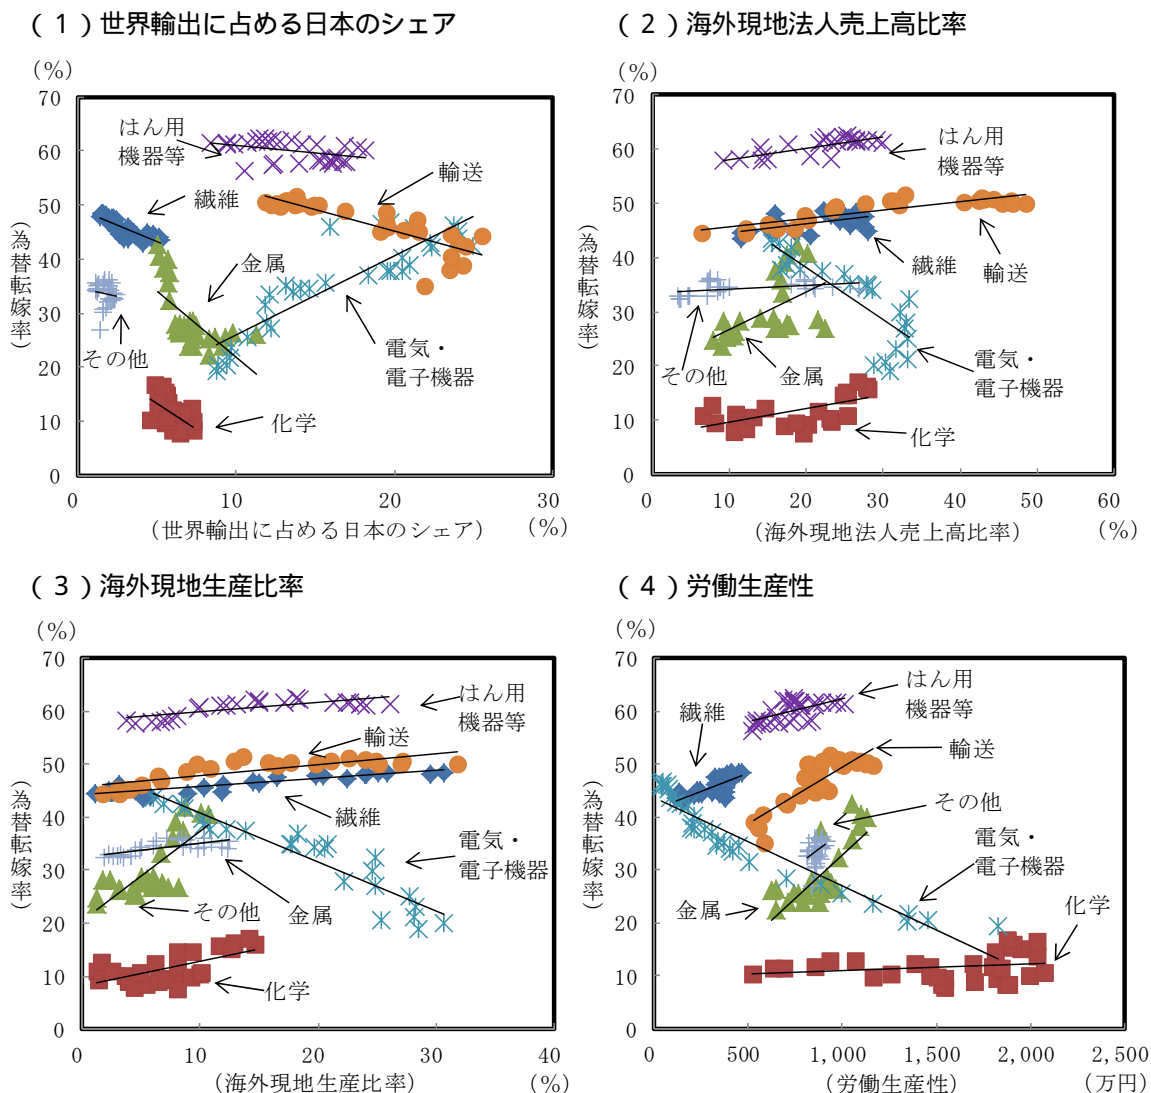 （１）世界輸出に占める日本のシェア
（％）
70
60
50
40
30
20
10
0
（為替転嫁率）
はん用
機器等
繊維
輸送
金属
その他
電気・
電子機器
化学
0
10
20
30
（世界輸出に占める日本のシェア）
（％）
（２）海外現地法人売上高比率
（％）
70
60
50
40
30
20
10
0
（為替転嫁率）
はん用
機器等
繊維
輸送
その他
金属
電気・
電子機器
化学
0
10
20
30
40
50
60
（海外現地法人売上高比率）
（％）
（３）海外現地生産比率
（％）
70
60
50
40
30
20
10
0
（為替転嫁率）
はん用
機器等
輸送
繊維
電気・
電子機器
その他
金属
化学
0
10
20
30
40
（海外現地生産比率）
（％）
（４）労働生産性
（％）
70
60
50
40
30
20
10
0
（為替転嫁率）
はん用
機器等
繊維
輸送
その他
電気・
電子機器
金属
化学
0
500
1,000
1,500
2,000
2,500
（労働生産性）
（万円）